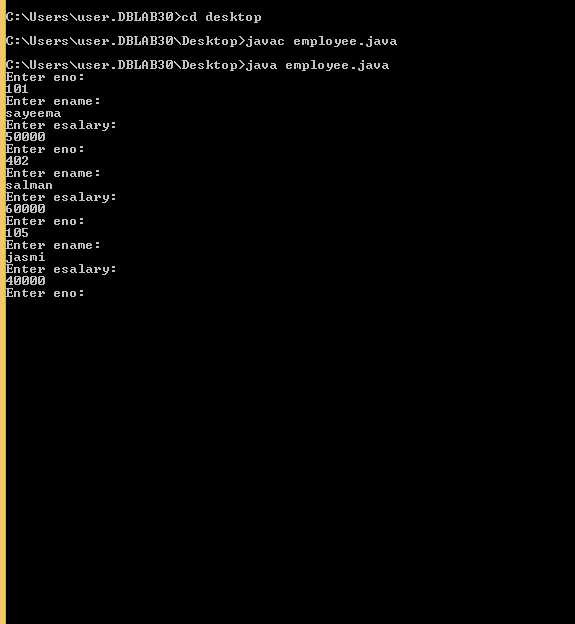 C:\Users\user.DBLAB30>cd desktop
C:\Users\user.DBLAB30\Desktop>javac employee.java
C:\Users\user.DBLAB30\Desktop>java employee.java
Enter eno:
101
Enter ename:
sayeema
Enter esalary:
50000
Enter eno:
402
Enter ename:
salman
Enter esalary:
60000
Enter eno:
105
Enter ename:
jasmi
Enter esalary:
40000
Enter eno: